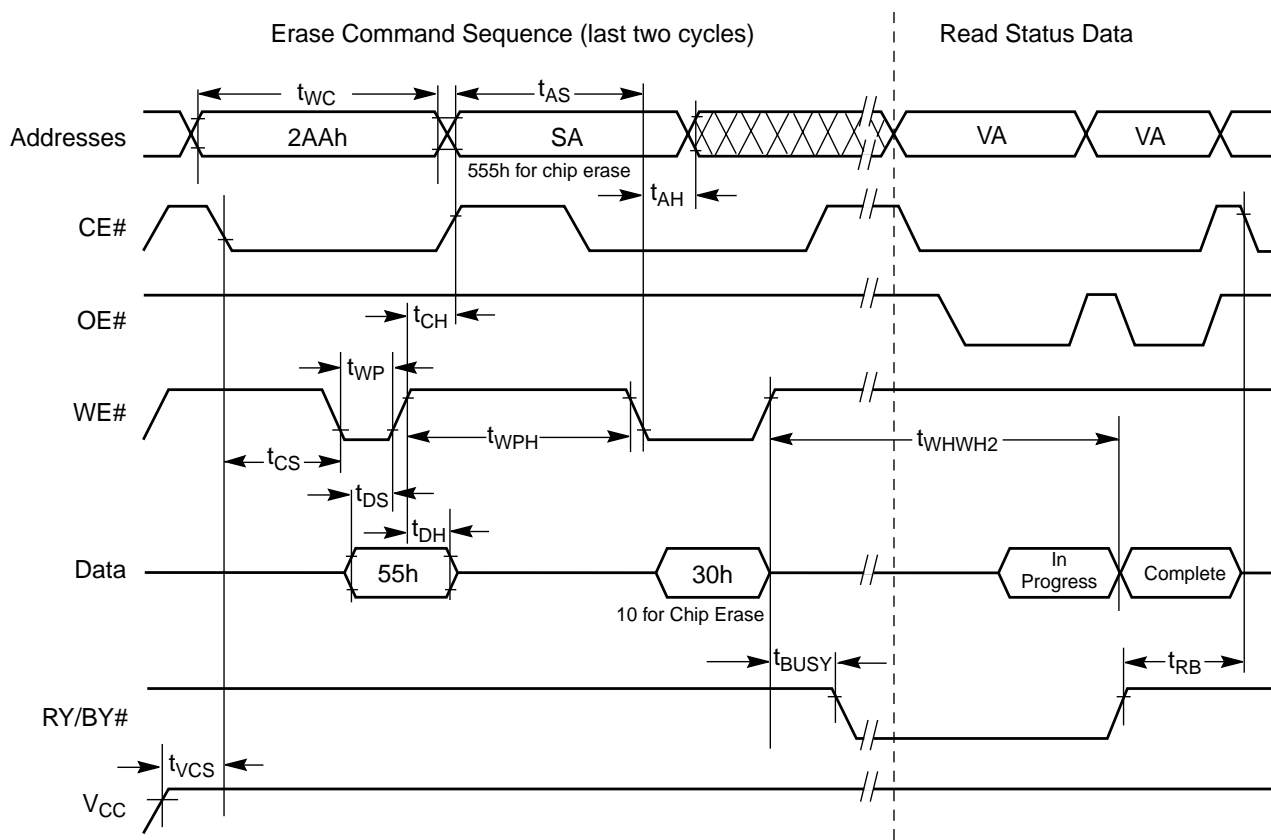 Erase Command Sequence (last two cycles)
Read Status Data
tWC
tAS
Addresses
2AAh
SA
VA
VA
555h for chip erase
tAH
CE#
OE#
tCH
tWP
WE#
tWPH
tWHWH2
tCS
tDS
tDH
Data
55h
30h
In
Progress
Complete
10 for Chip Erase
tBUSY
tRB
RY/BY#
tVCS
VCC